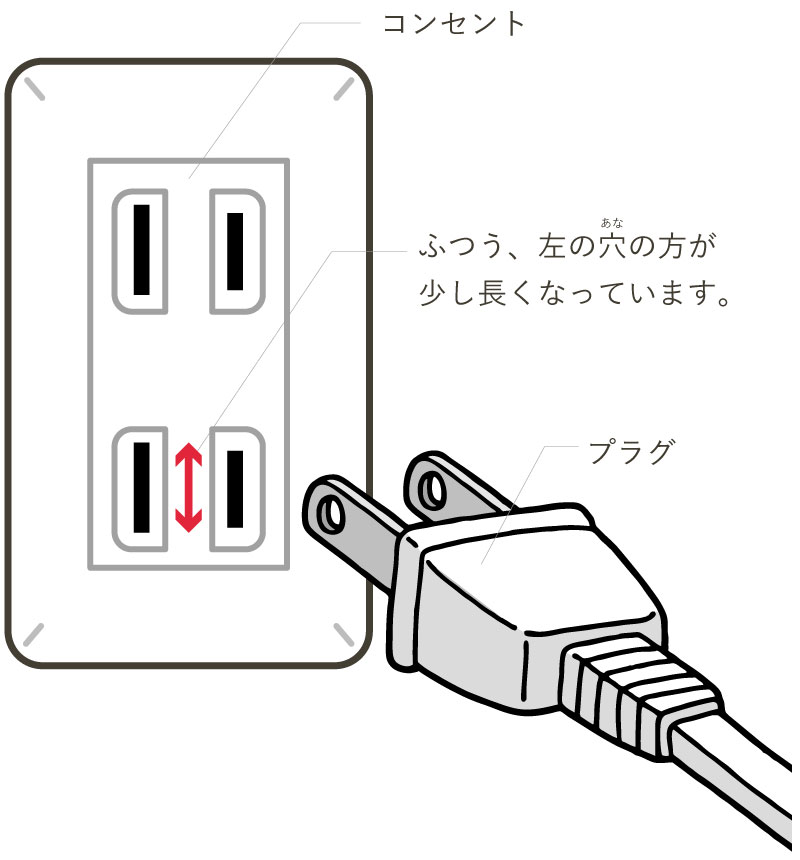 コンセント
あな
ふつう、左の穴の方が
少し長くなっています。
プラグ